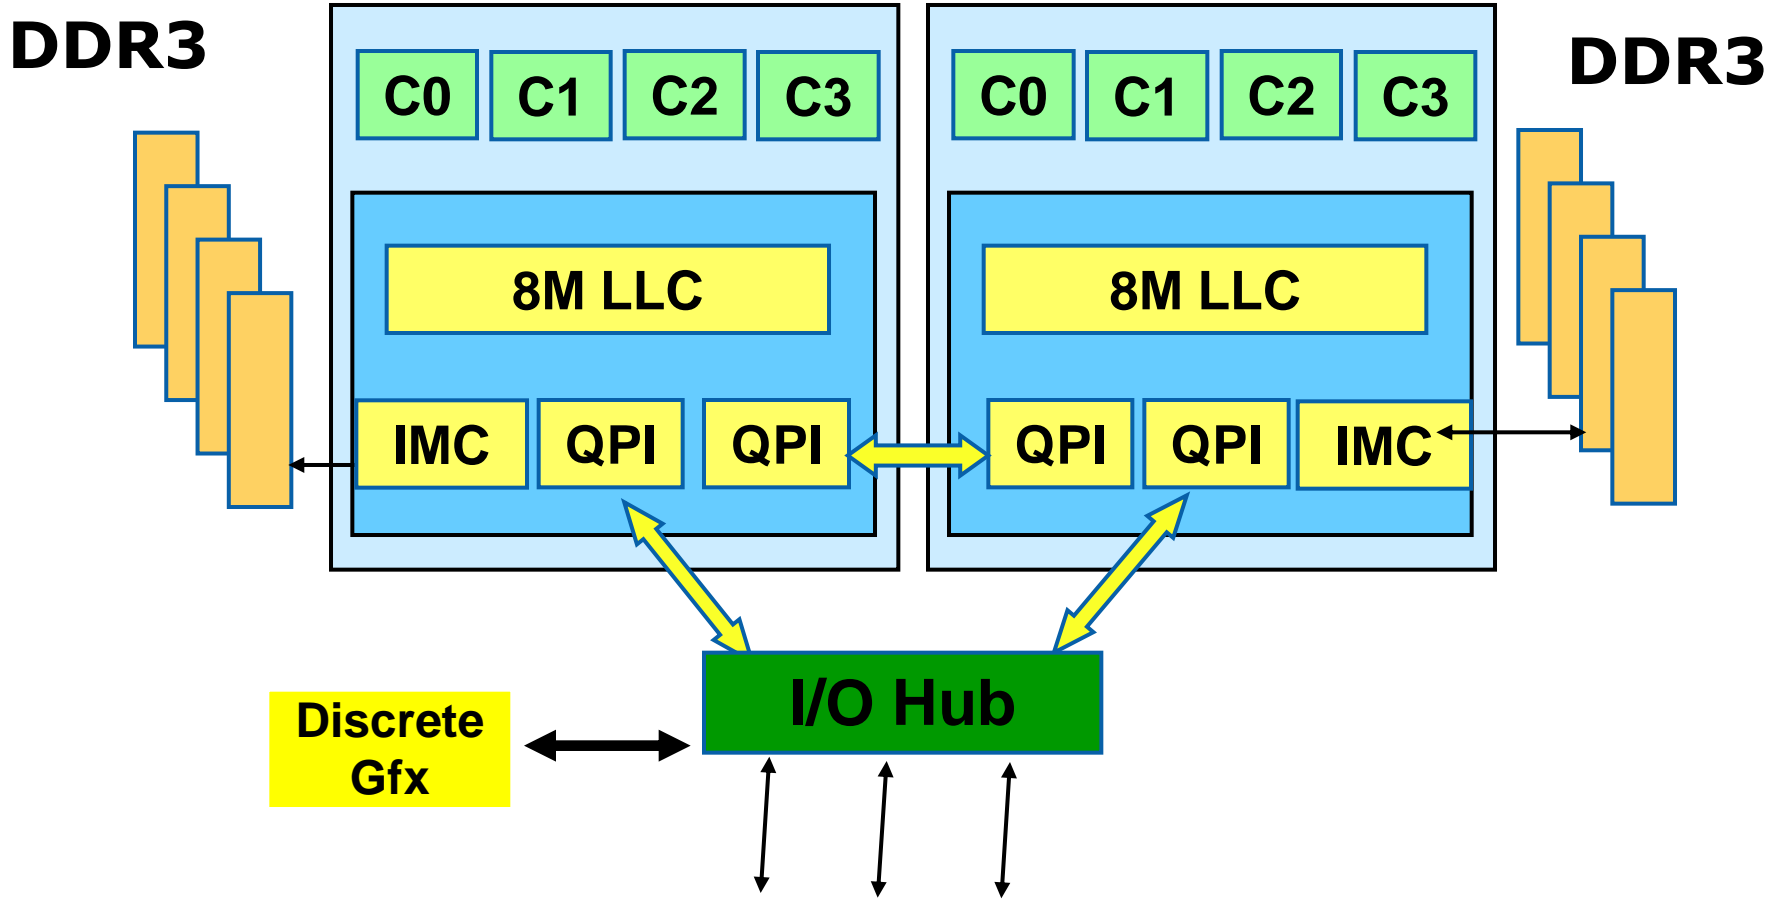 DDR3
DDR3
C0 C1 C2 C3
C0 C1 C2 C3
8M LLC
8M LLC
IMC QPI QPI
QPI QPI IMC
I/O Hub
Discrete
Gfx